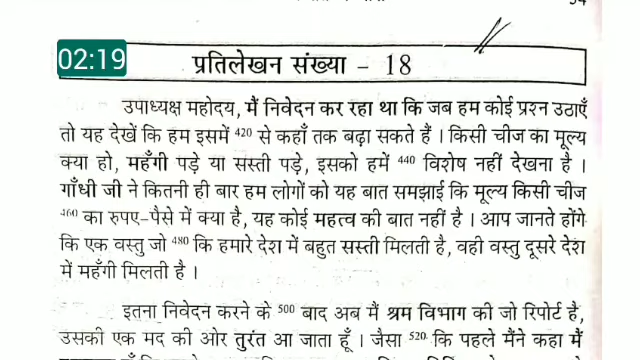 54
02:19
प्रतिलेखन संख्या - 18
उपाध्यक्ष महोदय, मैं निवेदन कर रहा था कि जब हम कोई प्रश्न उठाएँ
तो यह देखें कि हम इसमें 420 से कहाँ तक बढ़ा सकते हैं । किसी चीज का मूल्य
क्या हो, महँगी पड़े या सस्ती पड़े, इसको हमें 440 विशेष नहीं देखना है ।
गाँधी जी ने कितनी ही बार हम लोगों को यह बात समझाई कि मूल्य किसी चीज
460 का रुपए-पैसे में क्या है, यह कोई महत्व की बात नहीं है । आप जानते होंगे
कि एक वस्तु जो 480 कि हमारे देश में बहुत सस्ती मिलती है, वही वस्तु दूसरे देश
में महँगी मिलती है ।
इतना निवेदन करने के 500 बाद अब मैं श्रम विभाग की जो रिपोर्ट है,
उसकी एक मद की ओर तुरंत आ जाता हूँ । जैसा 520 कि पहले मैंने कहा मैं